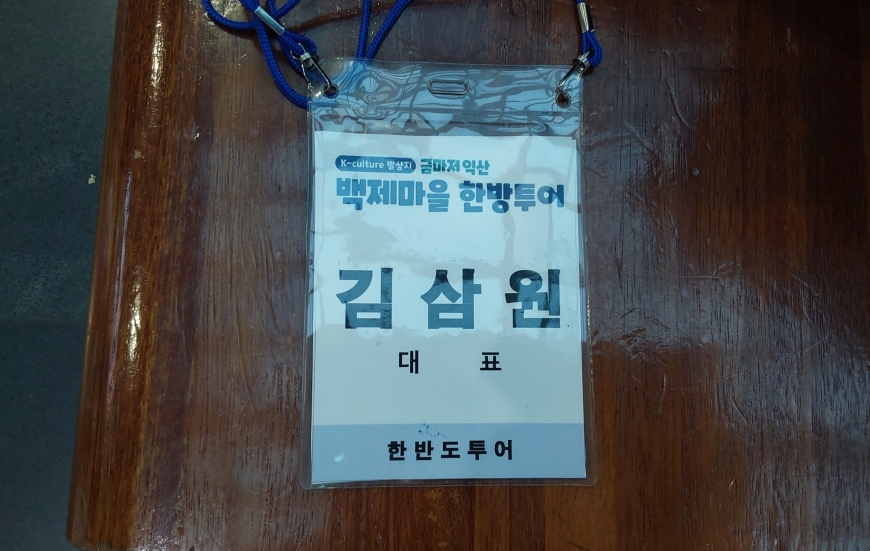 K-culture 발상지 금마저 익산
백제마을 한방투어
김삼원
대 표
한반도투어